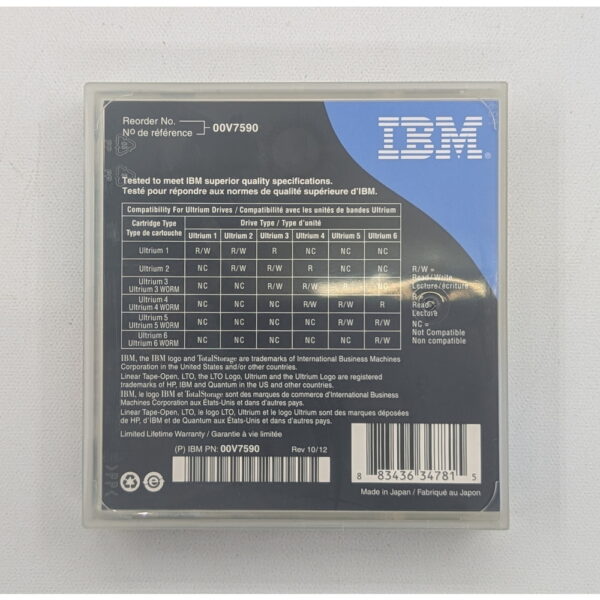 Reorder No.
Nº de référence
00V7590
IBM®
Tested to meet IBM superior quality specifications.
Testé pour répondre aux normes de qualité supérieure d'IBM.
Compatibility For Ultrium Drives / Compatibilité avec les unités de bandes Ultrium
Cartridge Type
Type de cartouche
Drive Type / Type d'unité
Ultrium 1 Ultrium 2 Ultrium 3 Ultrium 4 Ultrium 5 Ultrium 6
Ultrium 1 R/W R/W R NC NC NC
Ultrium 2 NC R/W R/W R NC NC
Ultrium 3
Ultrium 3 WORM NC NC R/W R/W R NC
Ultrium 4
Ultrium 4 WORM NC NC NC R/W R/W R
Ultrium 5
Ultrium 5 WORM NC NC NC NC R/W R/W
Ultrium 6
Ultrium 6 WORM NC NC NC NC NC R/W
R/W =
Read/Write
Lecture/écriture
R =
Read
Lecture
NC =
Not Compatible
Non compatible
IBM, the IBM logo and TotalStorage are trademarks of International Business Machines
Corporation in the United States and/or other countries.
Linear Tape-Open, LTO, the LTO Logo, Ultrium and the Ultrium Logo are registered
trademarks of HP, IBM and Quantum in the US and other countries.
IBM, le logo IBM et TotalStorage sont des marques de commerce d'International Business
Machines Corporation aux États-Unis et dans d'autres pays.
Linear Tape-Open, LTO, le logo LTO, Ultrium et le logo Ultrium sont des marques déposées
de HP, d'IBM et de Quantum aux États-Unis et dans d'autres pays.
Limited Lifetime Warranty / Garantie à vie limitée
(P) IBM PN: 00V7590 Rev 10/12
8 83436 34781 5
Made in Japan / Fabriqué au Japon